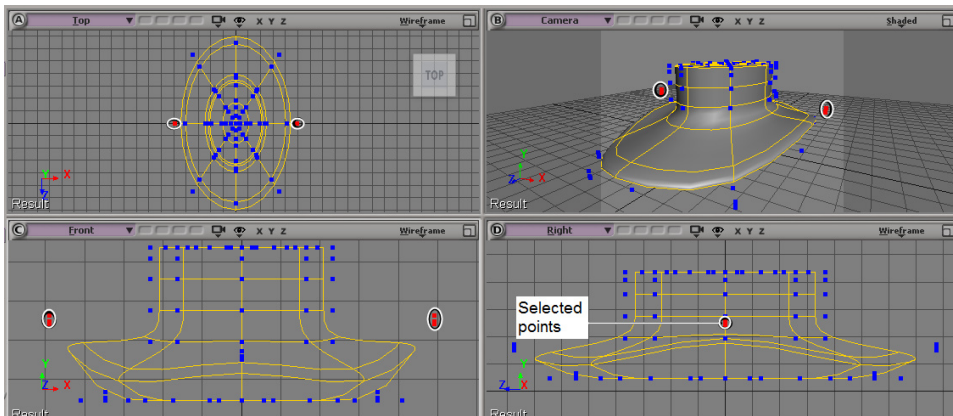 A Top X Y Z Wireframe
TOP
Y X
Z
Result
B Camera X Y Z Shaded
Y
Z X
Result
C Front X Y Z Wireframe
Y
Z X
Result
D Right X Y Z Wireframe
Selected
points
Y
Z X
Result